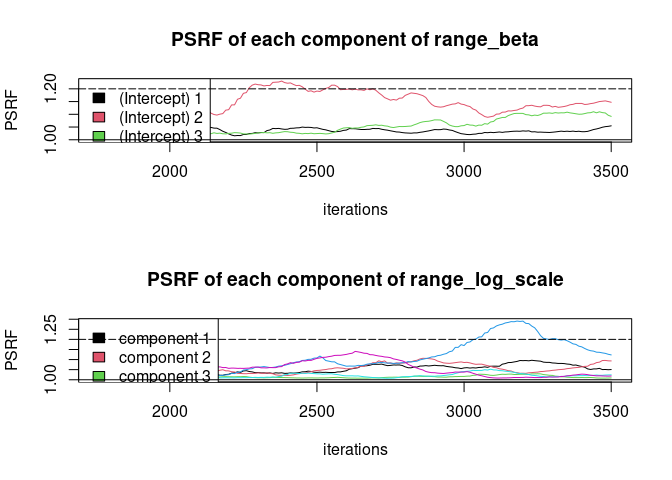 PSRF of each component of range_beta
PSRF
1.20
1.00
(Intercept) 1
(Intercept) 2
(Intercept) 3
2000 2500 3000 3500
iterations
PSRF of each component of range_log_scale
PSRF
1.25
1.00
component 1
component 2
component 3
2000 2500 3000 3500
iterations